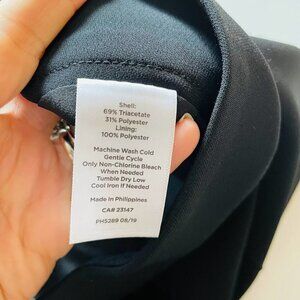 Shell:
69% Triacetate
31% Polyester
Lining:
100% Polyester
Machine Wash Cold
Gentle Cycle
Only Non-Chlorine Bleach
When Needed
Tumble Dry Low
Cool Iron If Needed
Made In Philippines
CA# 23147
PH5289 08/19